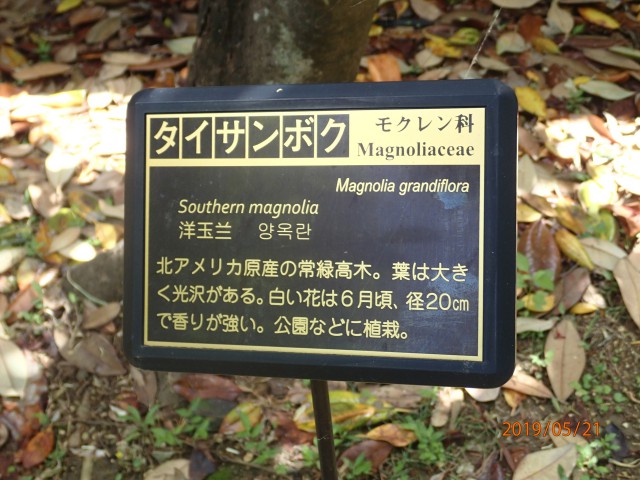 タイサンボク モクレン科
Magnoliaceae
Magnolia grandiflora
Southern magnolia
洋玉兰 양옥란
北アメリカ原産の常緑高木。葉は大き
く光沢がある。白い花は6月頃、径20cm
で香りが強い。公園などに植栽。
2019/05/21